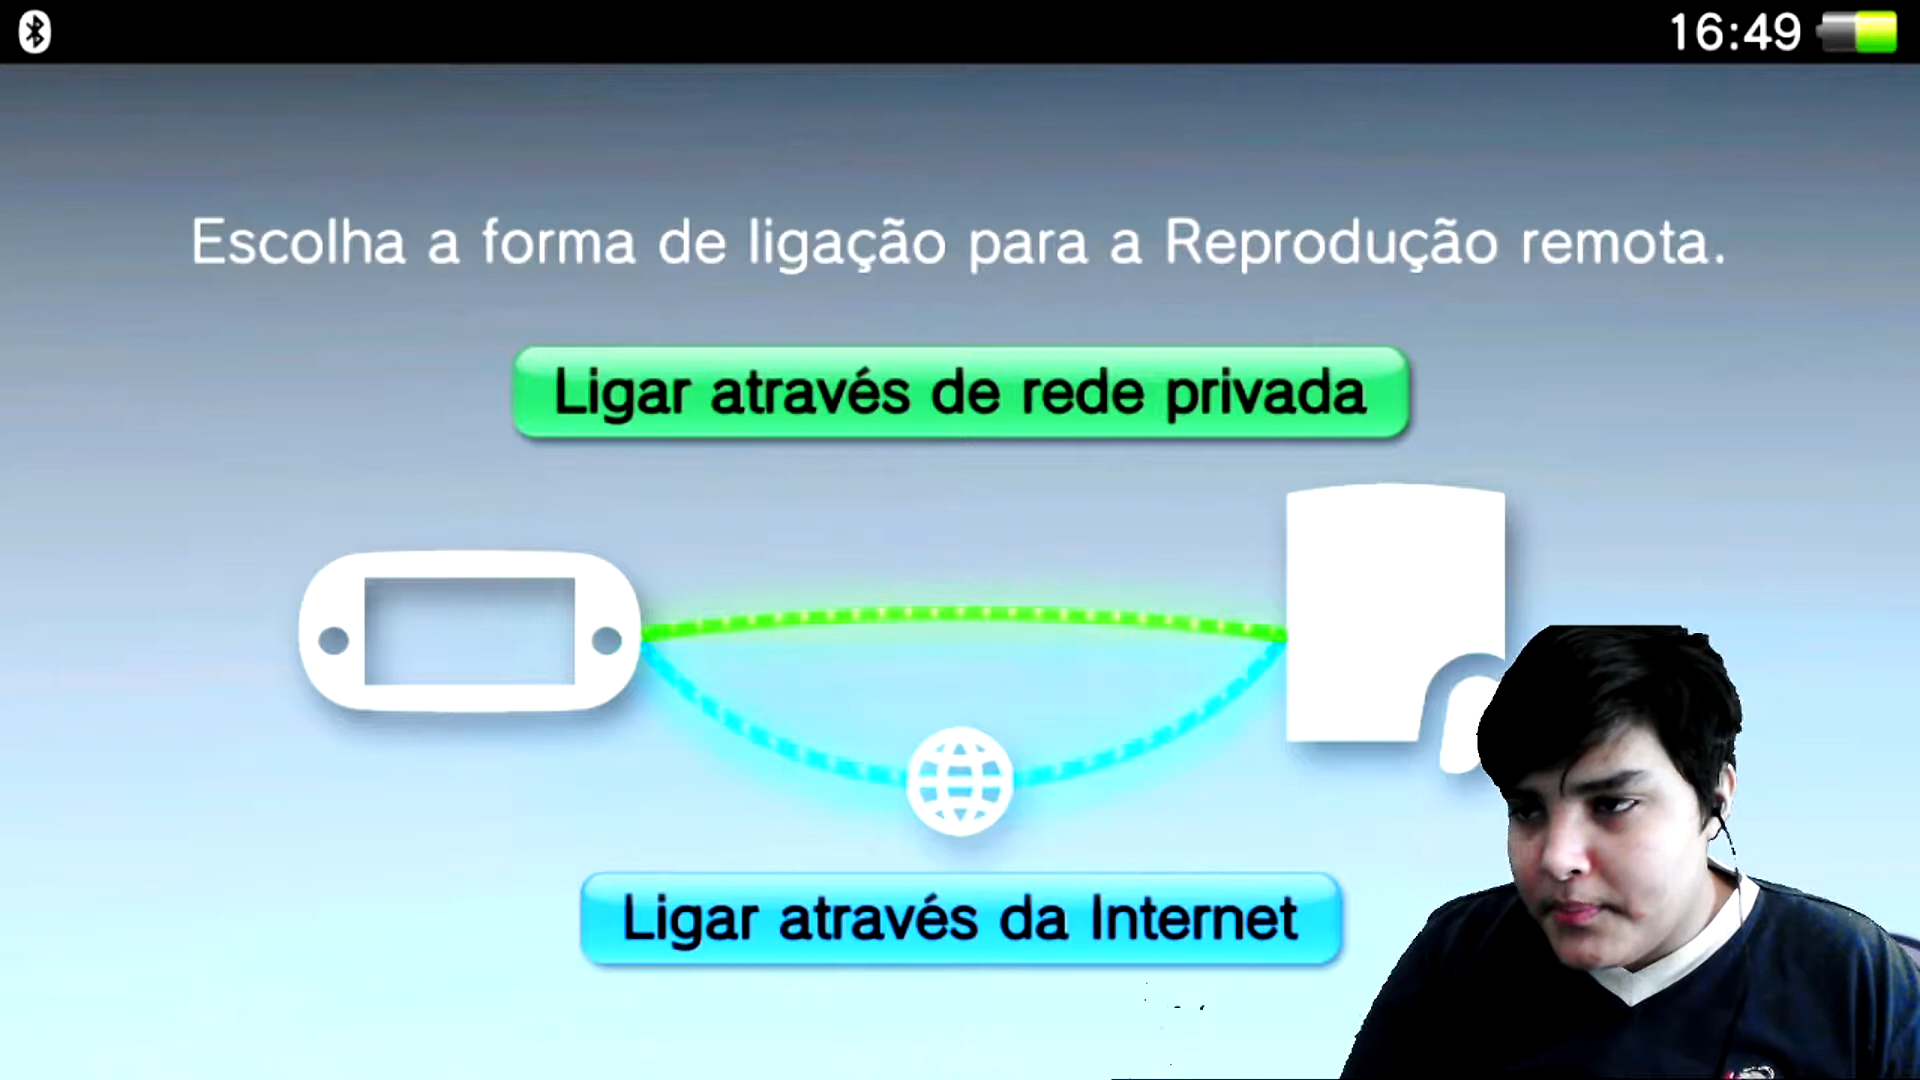 16:49
Escolha a forma de ligação para a Reprodução remota.
Ligar através de rede privada
Ligar através da Internet